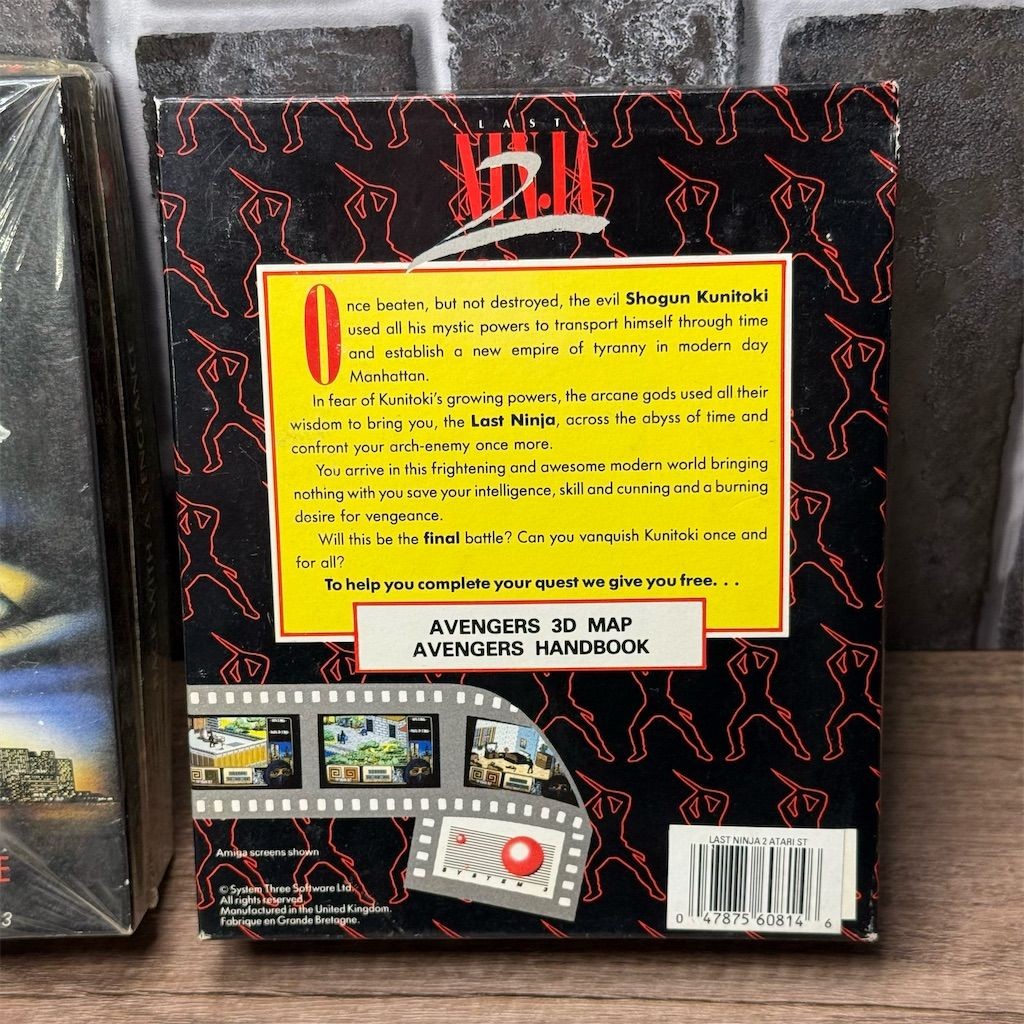 LAST
NINJA
2
Once beaten, but not destroyed, the evil Shogun Kunitoki
used all his mystic powers to transport himself through time
and establish a new empire of tyranny in modern day
Manhattan.
In fear of Kunitoki's growing powers, the arcane gods used all their
wisdom to bring you, the Last Ninja, across the abyss of time and
confront your arch-enemy once more.
You arrive in this frightening and awesome modern world bringing
nothing with you save your intelligence, skill and cunning and a burning
desire for vengeance.
Will this be the final battle? Can you vanquish Kunitoki once and
for all?
To help you complete your quest we give you free. . .
AVENGERS 3D MAP
AVENGERS HANDBOOK
SYSTEM 3
Amiga screens shown
© System Three Software Ltd.
All rights reserved.
Manufactured in the United Kingdom.
Fabrique en Grande Bretagne.
LAST NINJA 2 ATARI ST
0 47875 60814 6
WITH A VENGEANCE
E
3